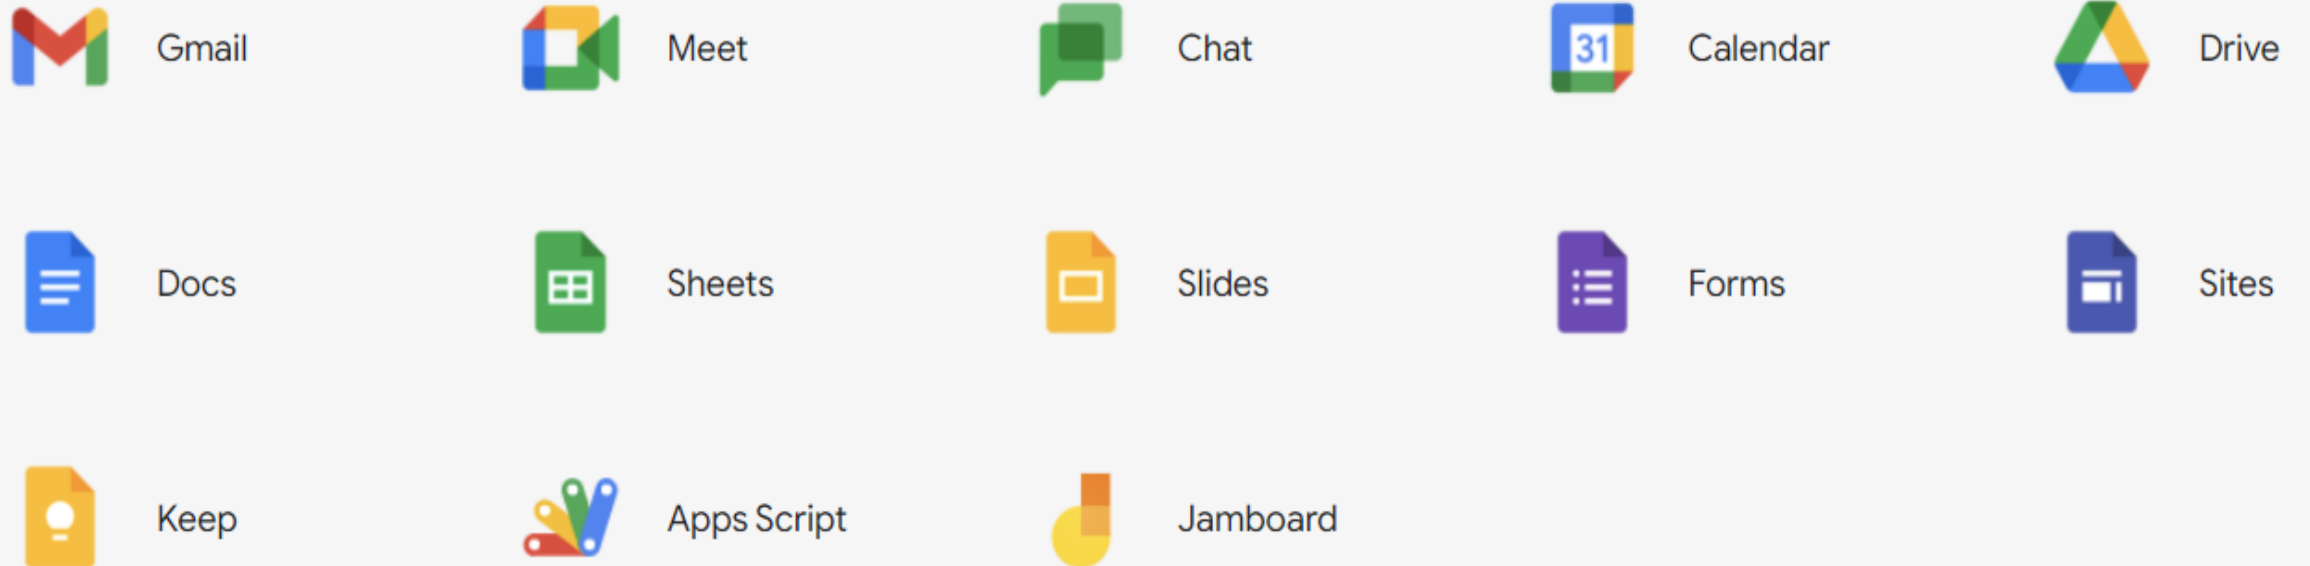 Gmail
Meet
Chat
31
Calendar
Drive
Docs
Sheets
Slides
Forms
Sites
Keep
Apps Script
Jamboard